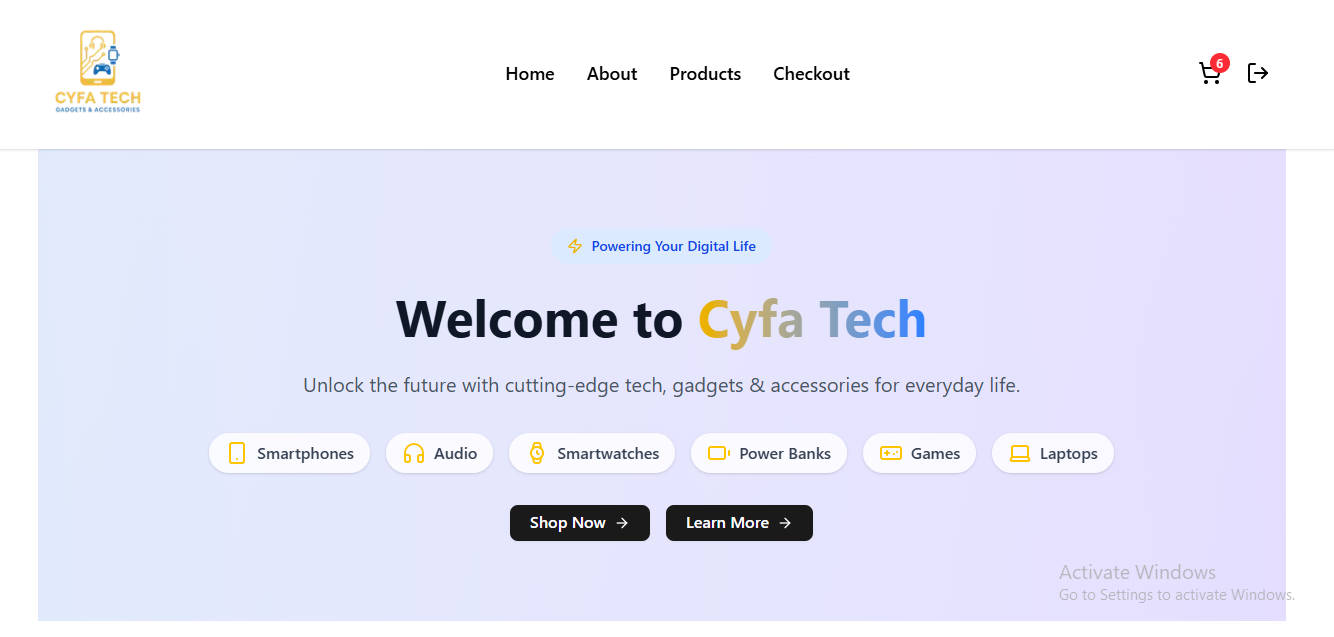 CYFA TECH
GADGETS & ACCESSORIES
Home About Products Checkout
6
Powering Your Digital Life
Welcome to Cyfa Tech
Unlock the future with cutting-edge tech, gadgets & accessories for everyday life.
Smartphones Audio Smartwatches Power Banks Games Laptops
Shop Now Learn More
Activate Windows
Go to Settings to activate Windows.